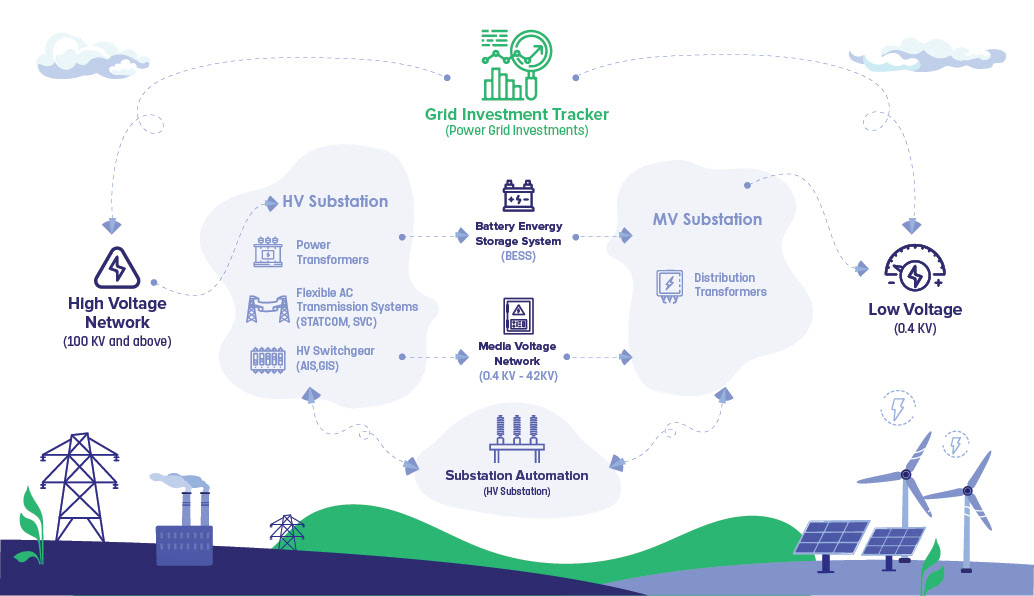 Grid Investment Tracker
(Power Grid Investments)
HV Substation
Power
Transformers
Flexible AC
Transmission Systems
(STATCOM, SVC)
HV Switchgear
(AIS,GIS)
Battery Envergy
Storage System
(BESS)
Media Voltage
Network
(0.4 KV - 42KV)
MV Substation
Distribution
Transformers
High Voltage
Network
(100 KV and above)
Low Voltage
(0.4 KV)
Substation Automation
(HV Substation)